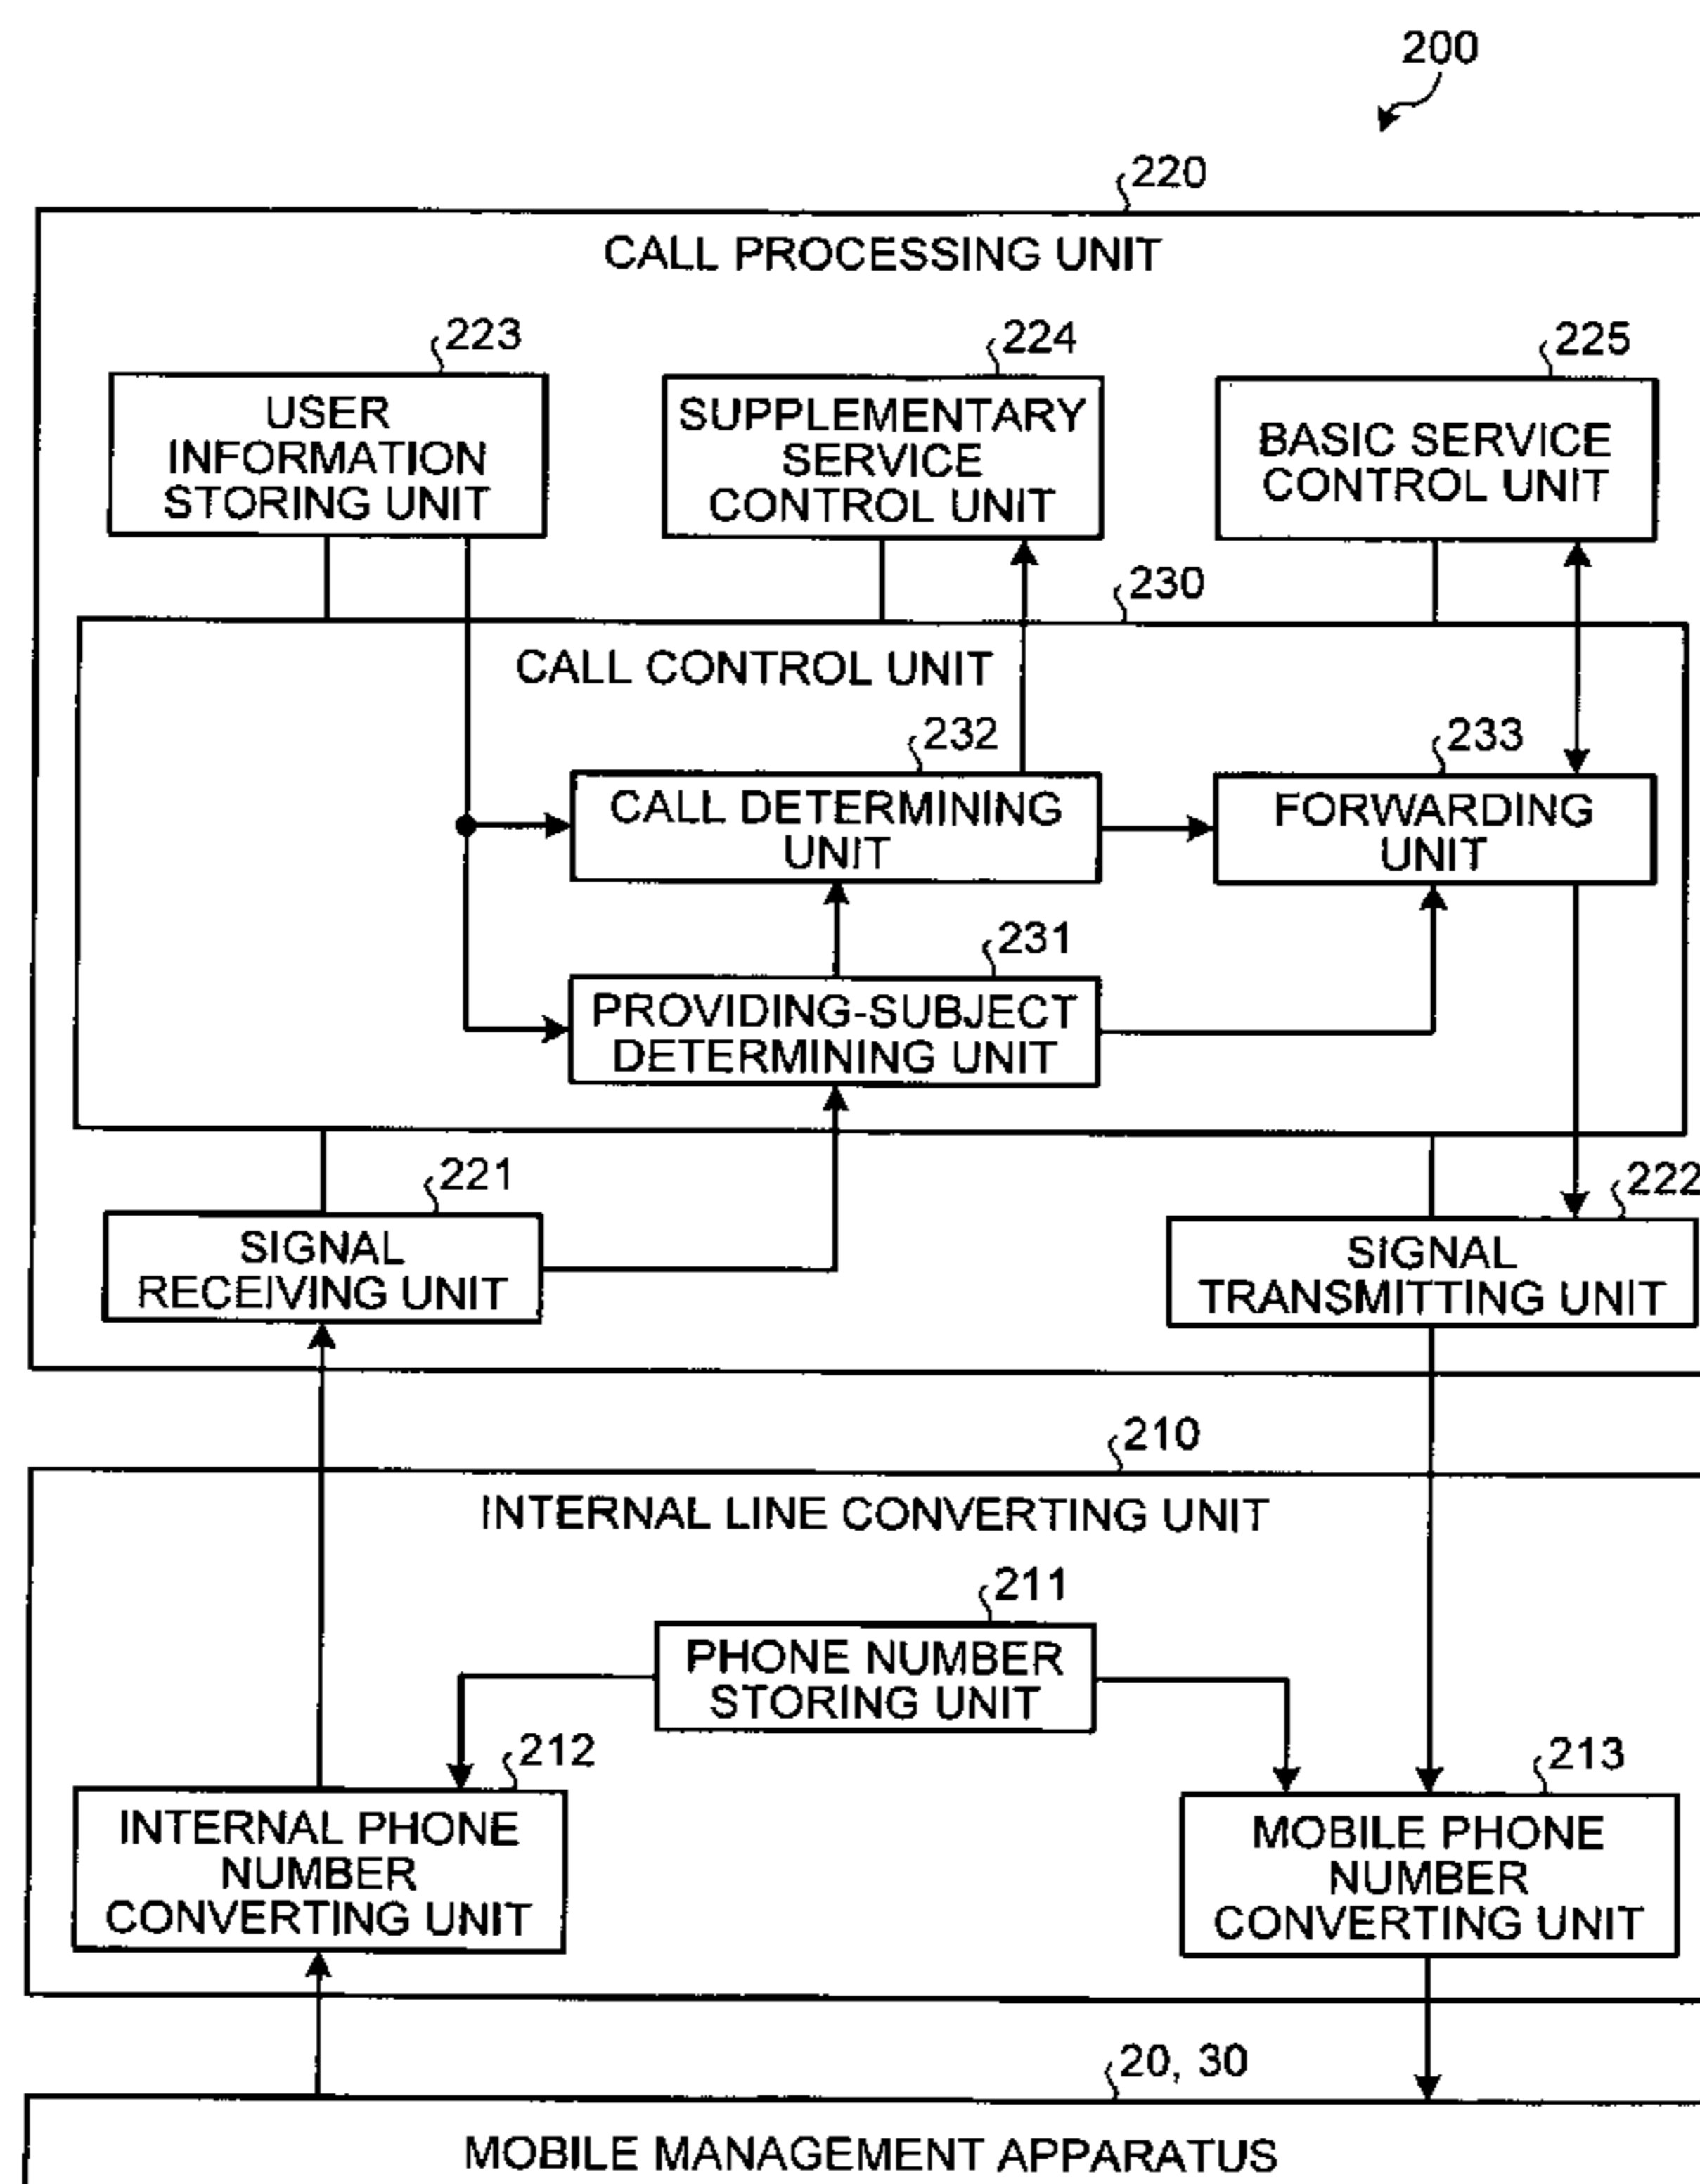 200
220
CALL PROCESSING UNIT
223
224
225
USER
INFORMATION
STORING UNIT
SUPPLEMENTARY
SERVICE
CONTROL UNIT
BASIC SERVICE
CONTROL UNIT
230
CALL CONTROL UNIT
232
233
CALL DETERMINING
UNIT
FORWARDING
UNIT
231
PROVIDING-SUBJECT
DETERMINING UNIT
221
222
SIGNAL
RECEIVING UNIT
SIGNAL
TRANSMITTING UNIT
210
INTERNAL LINE CONVERTING UNIT
211
PHONE NUMBER
STORING UNIT
212
213
INTERNAL PHONE
NUMBER
CONVERTING UNIT
MOBILE PHONE
NUMBER
CONVERTING UNIT
20, 30
MOBILE MANAGEMENT APPARATUS